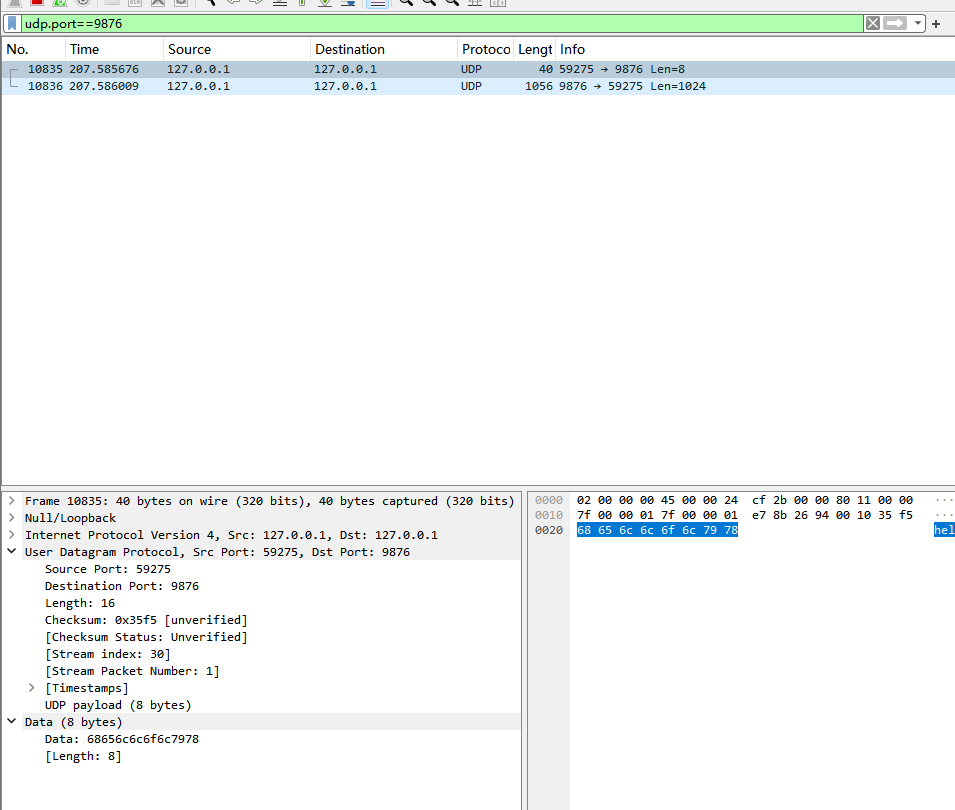 udp.port==9876
No. Time Source Destination Protoco Lengt Info
10835 207.585676 127.0.0.1 127.0.0.1 UDP 40 59275 → 9876 Len=8
10836 207.586009 127.0.0.1 127.0.0.1 UDP 1056 9876 → 59275 Len=1024
Frame 10835: 40 bytes on wire (320 bits), 40 bytes captured (320 bits)
Null/Loopback
Internet Protocol Version 4, Src: 127.0.0.1, Dst: 127.0.0.1
User Datagram Protocol, Src Port: 59275, Dst Port: 9876
Source Port: 59275
Destination Port: 9876
Length: 16
Checksum: 0x35f5 [unverified]
[Checksum Status: Unverified]
[Stream index: 30]
[Stream Packet Number: 1]
[Timestamps]
UDP payload (8 bytes)
Data (8 bytes)
Data: 68656c6c6f6c7978
[Length: 8]
0000 02 00 00 00 45 00 00 24 cf 2b 00 00 80 11 00 00 ···
0010 7f 00 00 01 7f 00 00 01 e7 8b 26 94 00 10 35 f5 ···
0020 68 65 6c 6c 6f 6c 79 78 hel